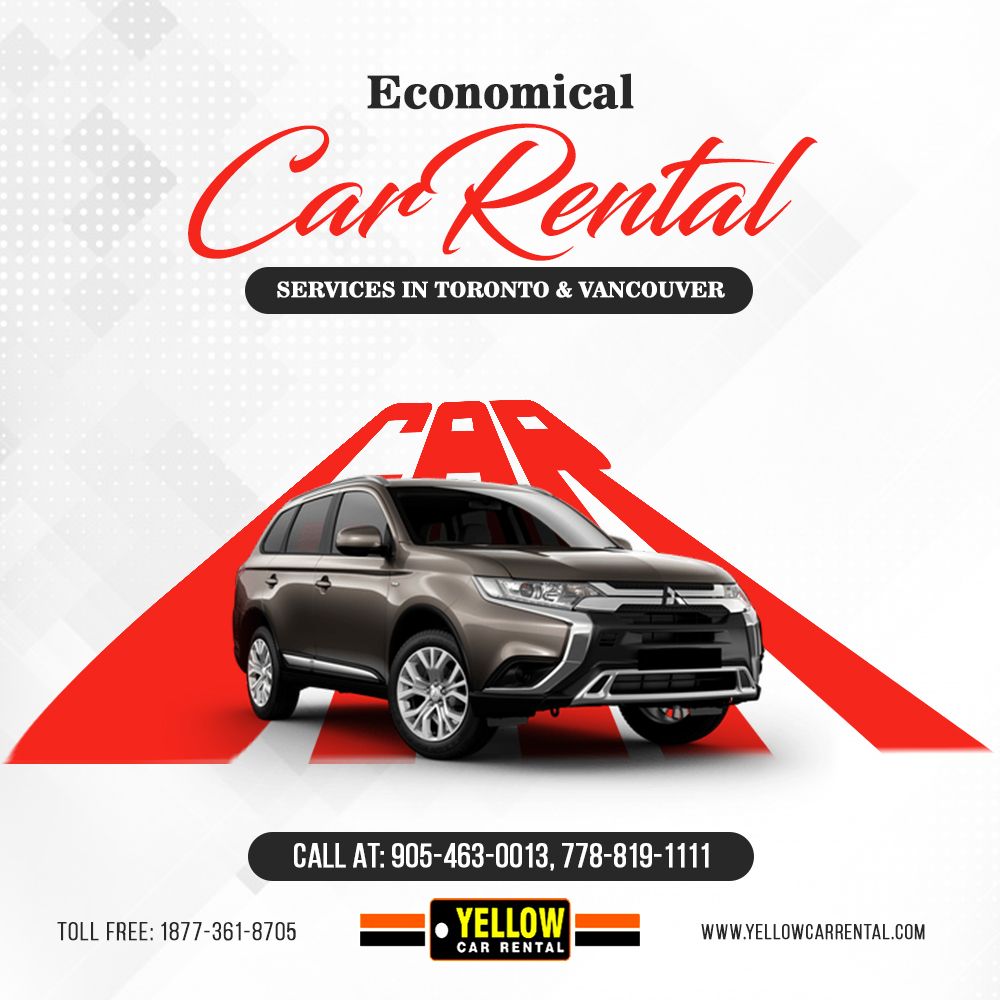 Economical
Car Rental
SERVICES IN TORONTO & VANCOUVER
CAR
CALL AT: 905-463-0013, 778-819-1111
TOLL FREE: 1877-361-8705
YELLOW
CAR RENTAL
WWW.YELLOWCARRENTAL.COM